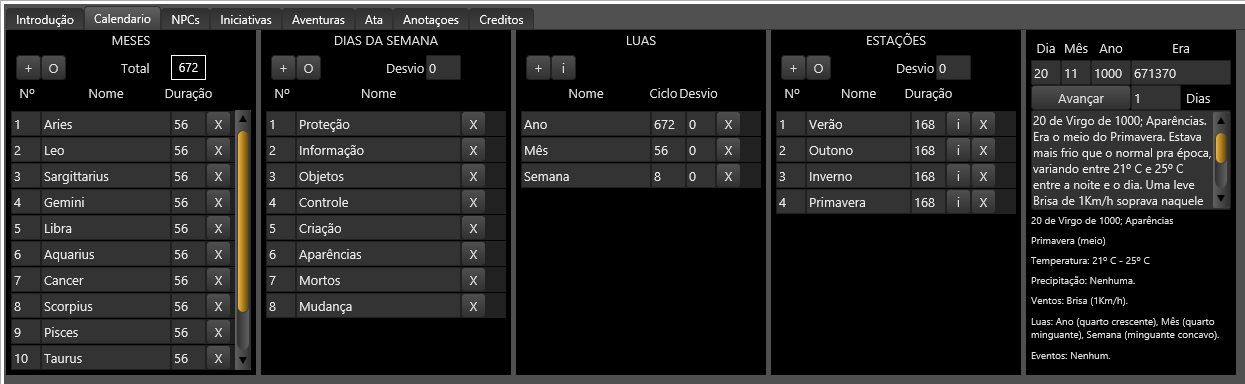 Introdução Calendario NPCs Iniciativas Aventuras Ata Anotaçoes Creditos
MESES
+ O Total 672
Nº Nome Duração
1 Aries 56 X
2 Leo 56 X
3 Sargittarius 56 X
4 Gemini 56 X
5 Libra 56 X
6 Aquarius 56 X
7 Cancer 56 X
8 Scorpius 56 X
9 Pisces 56 X
10 Taurus 56 X
DIAS DA SEMANA
+ O Desvio 0
Nº Nome
1 Proteção X
2 Informação X
3 Objetos X
4 Controle X
5 Criação X
6 Aparências X
7 Mortos X
8 Mudança X
LUAS
+ i
Nome Ciclo Desvio
Ano 672 0 X
Mês 56 0 X
Semana 8 0 X
ESTAÇÕES
+ O Desvio 0
Nº Nome Duração
1 Verão 168 i X
2 Outono 168 i X
3 Inverno 168 i X
4 Primavera 168 i X
Dia Mês Ano Era
20 11 1000 671370
Avançar 1 Dias
20 de Virgo de 1000; Aparências.
Era o meio do Primavera. Estava
mais frio que o normal pra época,
variando entre 21º C e 25º C
entre a noite e o dia. Uma leve
Brisa de 1Km/h soprava naquele
20 de Virgo de 1000; Aparências
Primavera (meio)
Temperatura: 21º C - 25º C
Precipitação: Nenhuma.
Ventos: Brisa (1Km/h).
Luas: Ano (quarto crescente), Mês (quarto
minguante), Semana (minguante concavo).
Eventos: Nenhum.